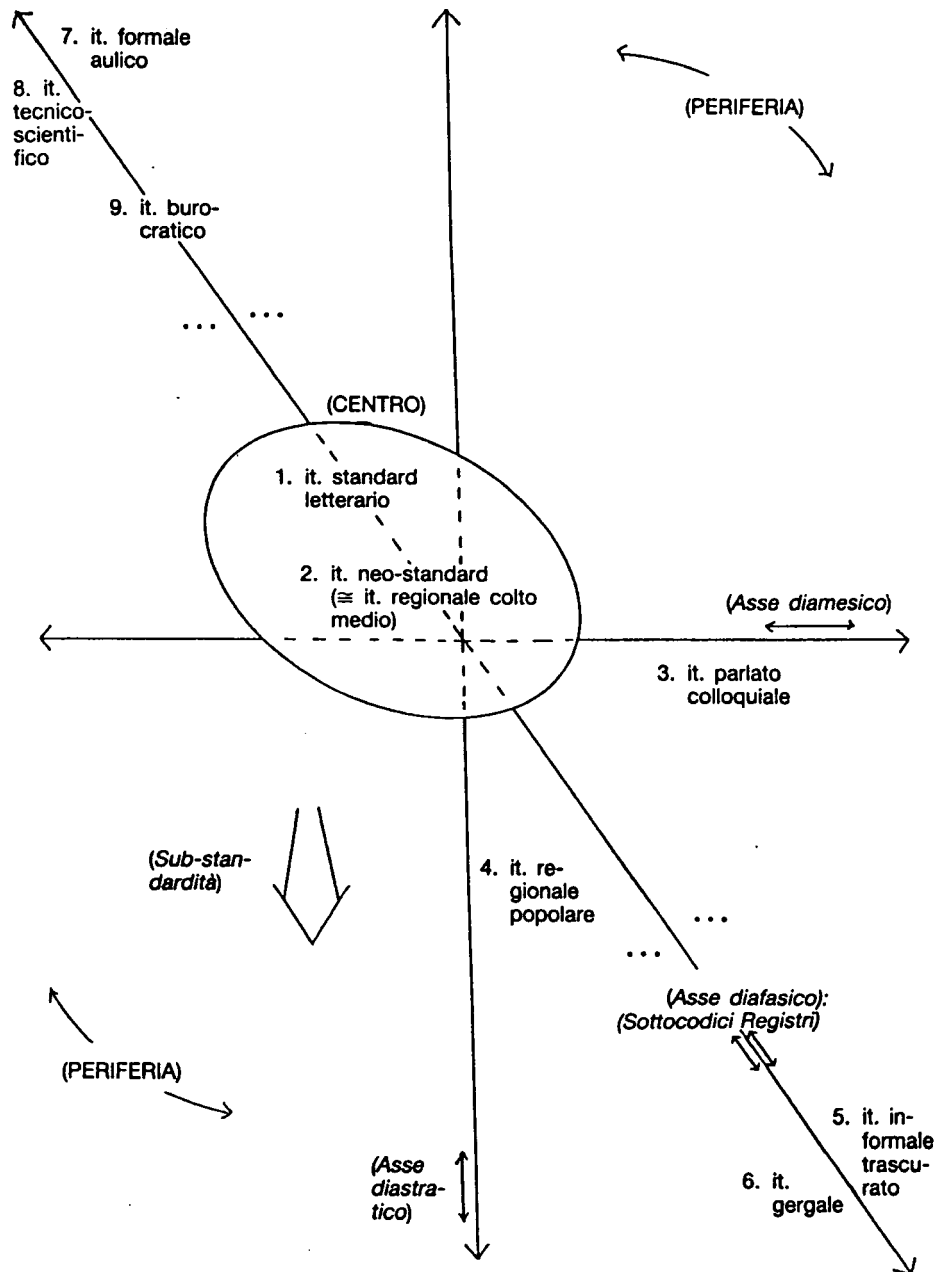 7. it. formale
aulico
8. it.
tecnico-
scienti-
fico
(PERIFERIA)
9. it. buro-
cratico
... ...
(CENTRO)
1. it. standard
letterario
2. it. neo-standard
(≅ it. regionale colto
medio)
(Asse diamesico)
3. it. parlato
colloquiale
(Sub-stan-
dardità)
4. it. re-
gionale
popolare
... ...
(Asse diafasico):
(Sottocodici Registri)
(PERIFERIA)
5. it. in-
formale
trascu-
rato
6. it.
gergale
(Asse
diastra-
tico)